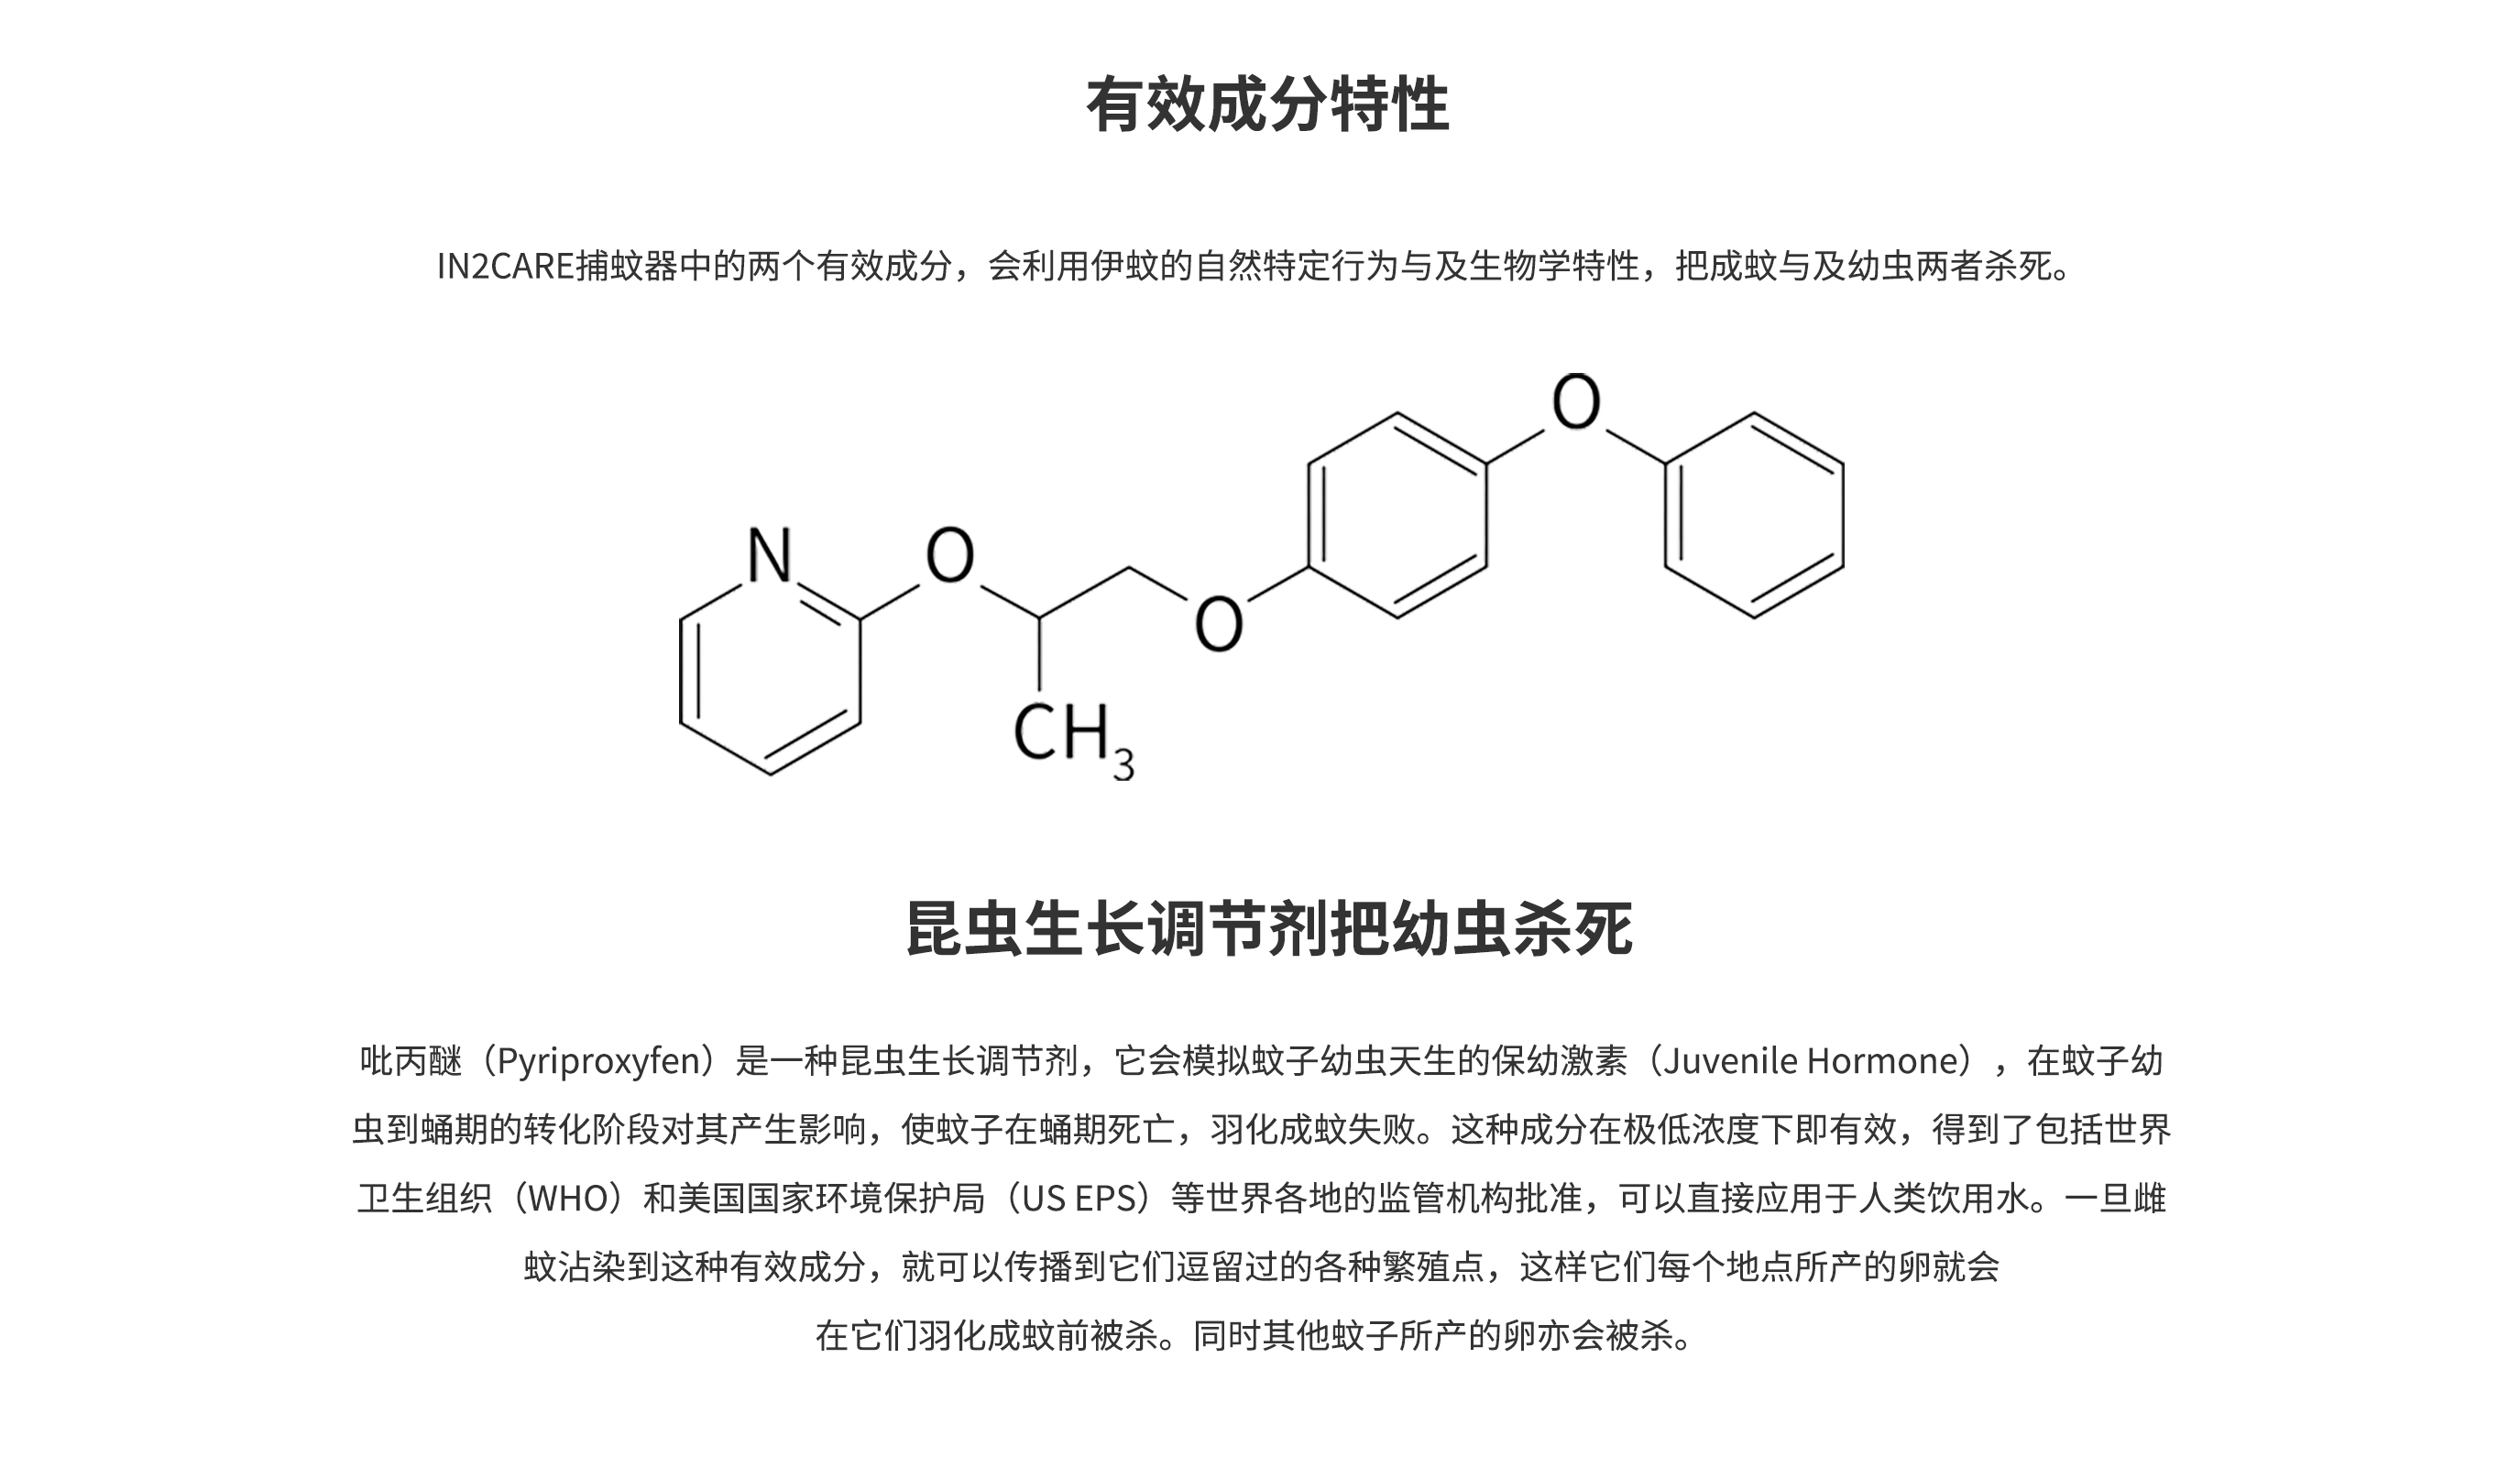 有效成分特性
IN2CARE捕蚊器中的两个有效成分，会利用伊蚊的自然特定行为与及生物学特性，把成蚊与及幼虫两者杀死。
O
N
O
O
CH3
昆虫生长调节剂把幼虫杀死
吡丙醚（Pyriproxyfen）是一种昆虫生长调节剂，它会模拟蚊子幼虫天生的保幼激素（Juvenile Hormone），在蚊子幼
虫到蛹期的转化阶段对其产生影响，使蚊子在蛹期死亡，羽化成蚊失败。这种成分在极低浓度下即有效，得到了包括世界
卫生组织（WHO）和美国国家环境保护局（US EPS）等世界各地的监管机构批准，可以直接应用于人类饮用水。一旦雌
蚊沾染到这种有效成分，就可以传播到它们逗留过的各种繁殖点，这样它们每个地点所产的卵就会
在它们羽化成蚊前被杀。同时其他蚊子所产的卵亦会被杀。